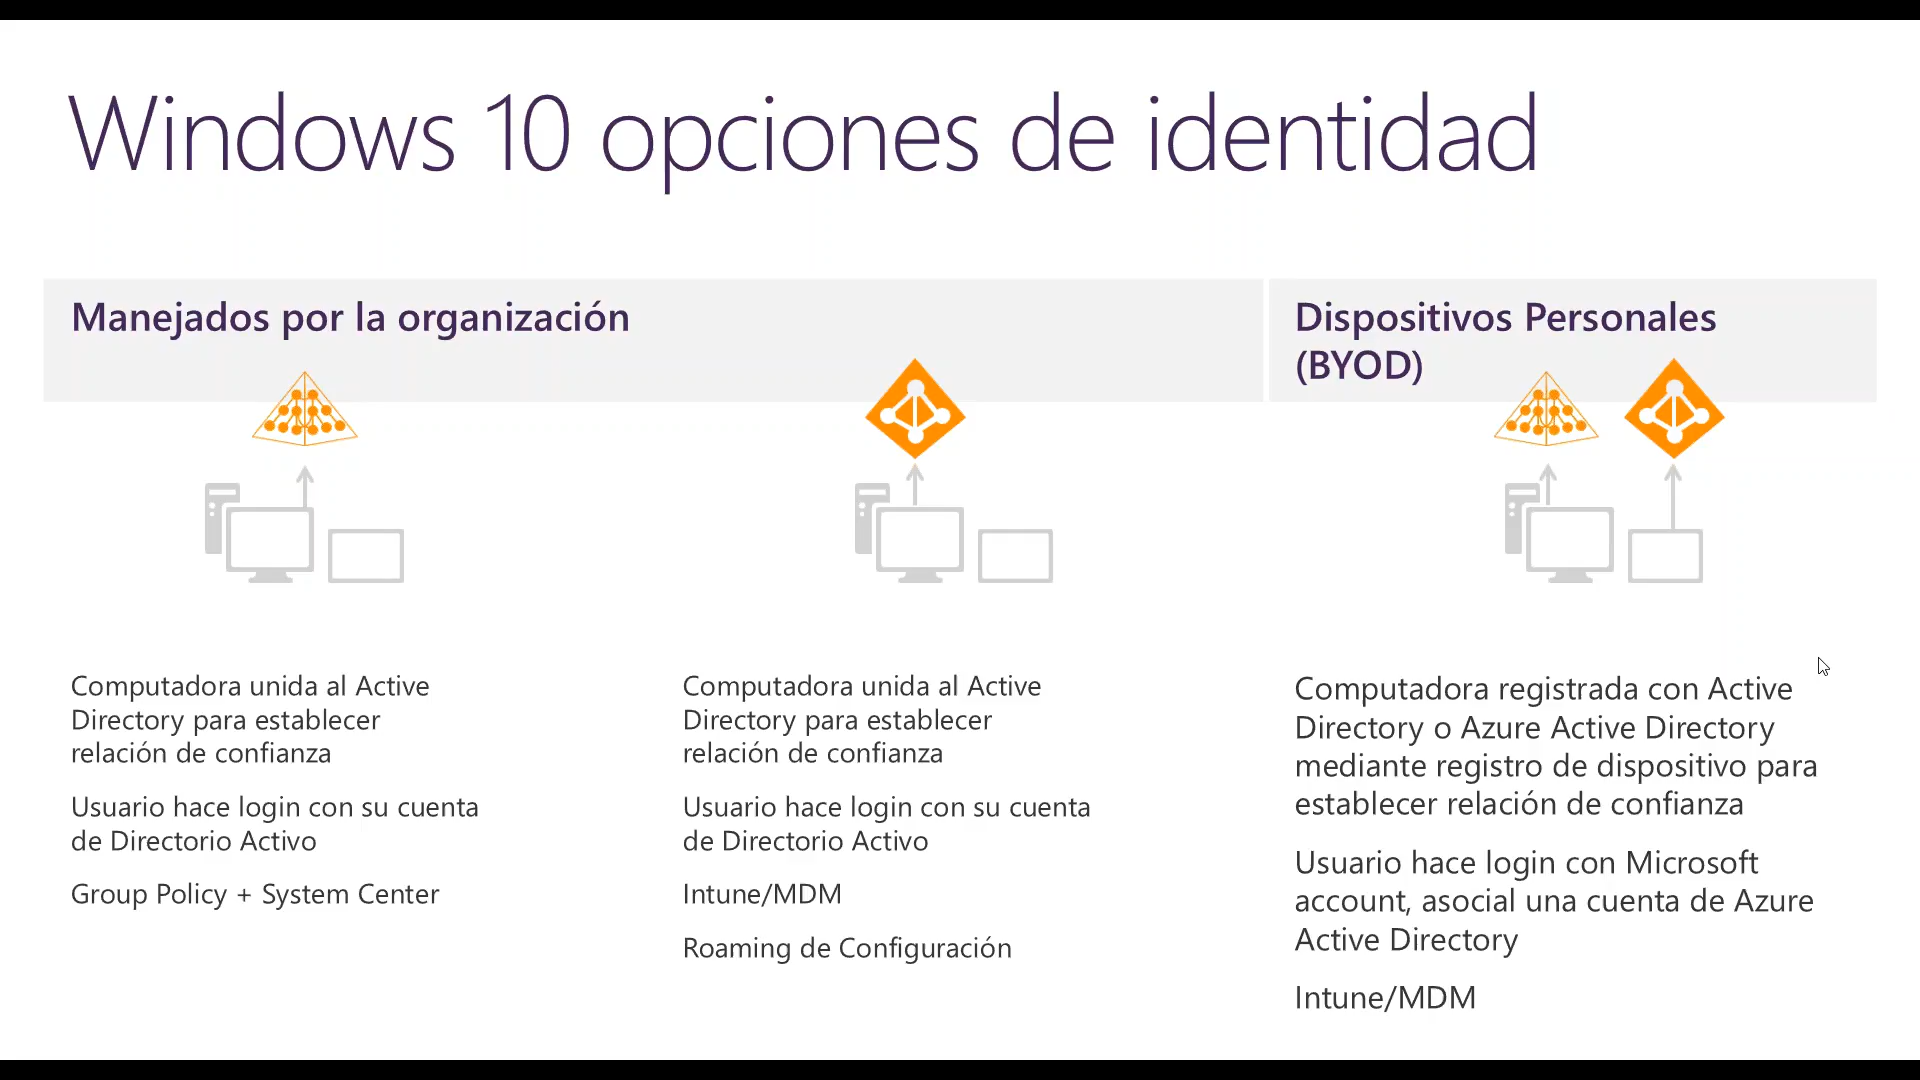 Windows 10 opciones de identidad
Manejados por la organización
Dispositivos Personales
(BYOD)
Computadora unida al Active
Directory para establecer
relación de confianza
Usuario hace login con su cuenta
de Directorio Activo
Group Policy + System Center
Computadora unida al Active
Directory para establecer
relación de confianza
Usuario hace login con su cuenta
de Directorio Activo
Intune/MDM
Roaming de Configuración
Computadora registrada con Active
Directory o Azure Active Directory
mediante registro de dispositivo para
establecer relación de confianza
Usuario hace login con Microsoft
account, asocial una cuenta de Azure
Active Directory
Intune/MDM